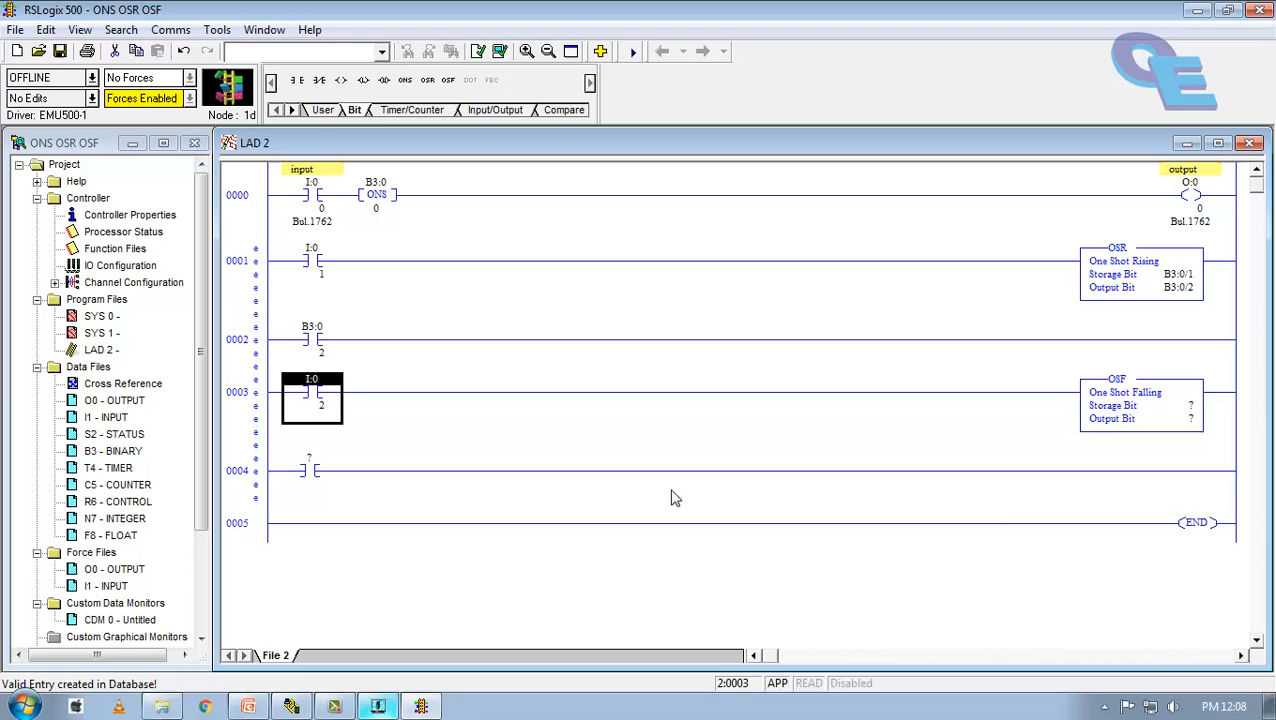 RSLogix 500 - ONS OSR OSF
File Edit View Search Comms Tools Window Help
OFFLINE No Forces
No Edits Forces Enabled
Driver: EMU500-1 Node : 1d
ONS OSR OSF
User Bit Timer/Counter Input/Output Compare
OE
ONS OSR OSF
Project
Help
Controller
Controller Properties
Processor Status
Function Files
IO Configuration
Channel Configuration
Program Files
SYS 0 -
SYS 1 -
LAD 2 -
Data Files
Cross Reference
O0 - OUTPUT
I1 - INPUT
S2 - STATUS
B3 - BINARY
T4 - TIMER
C5 - COUNTER
R6 - CONTROL
N7 - INTEGER
F8 - FLOAT
Force Files
O0 - OUTPUT
I1 - INPUT
Custom Data Monitors
CDM 0 - Untitled
Custom Graphical Monitors
LAD 2
input output
I:0 B3:0 O:0
0000 ONS
0 0 0
Bul.1762 Bul.1762
e I:0 OSR
0001 e One Shot Rising
e 1 Storage Bit B3:0/1
e Output Bit B3:0/2
e
e B3:0
0002 e
e 2
e
e I:0 OSF
0003 e One Shot Falling
e 2 Storage Bit ?
e Output Bit ?
e
e ?
0004 e
e
e
0005 END
File 2
Valid Entry created in Database! 2:0003 APP READ Disabled
PM 12:08